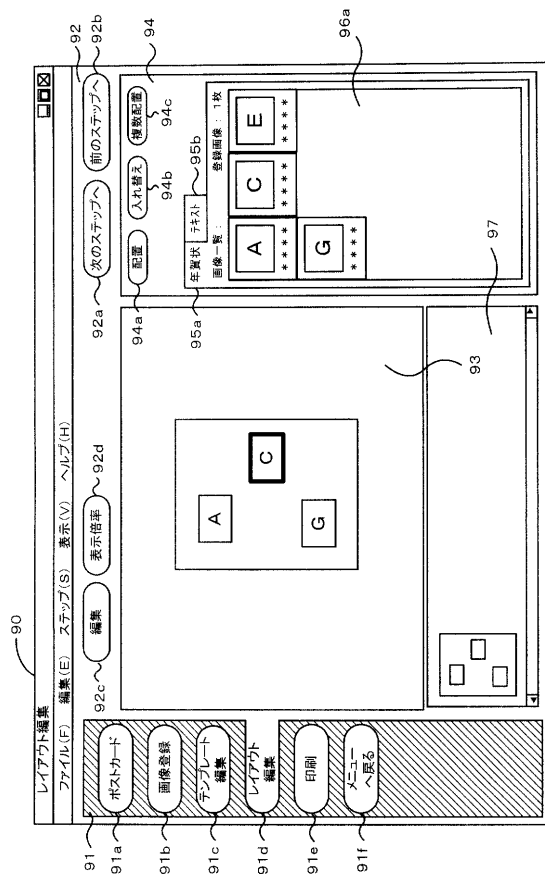 90
レイアウト編集
ファイル(F) 編集(E) ステップ(S) 表示(V) ヘルプ(H)
92
編集 表示倍率 次のステップへ 前のステップへ
92c 92d 92a 92b
91
ポストカード
91a
画像登録
91b
テンプレート
編集
91c
レイアウト
編集
91d
印刷
91e
メニュー
へ戻る
91f
A
C
G
93
94
配置 入れ替え 複数配置
94a 94b 94c
年賀状 テキスト
95a 95b
画像一覧: 登録画像: 1枚
A C E
***** ***** *****
G
*****
96a
97